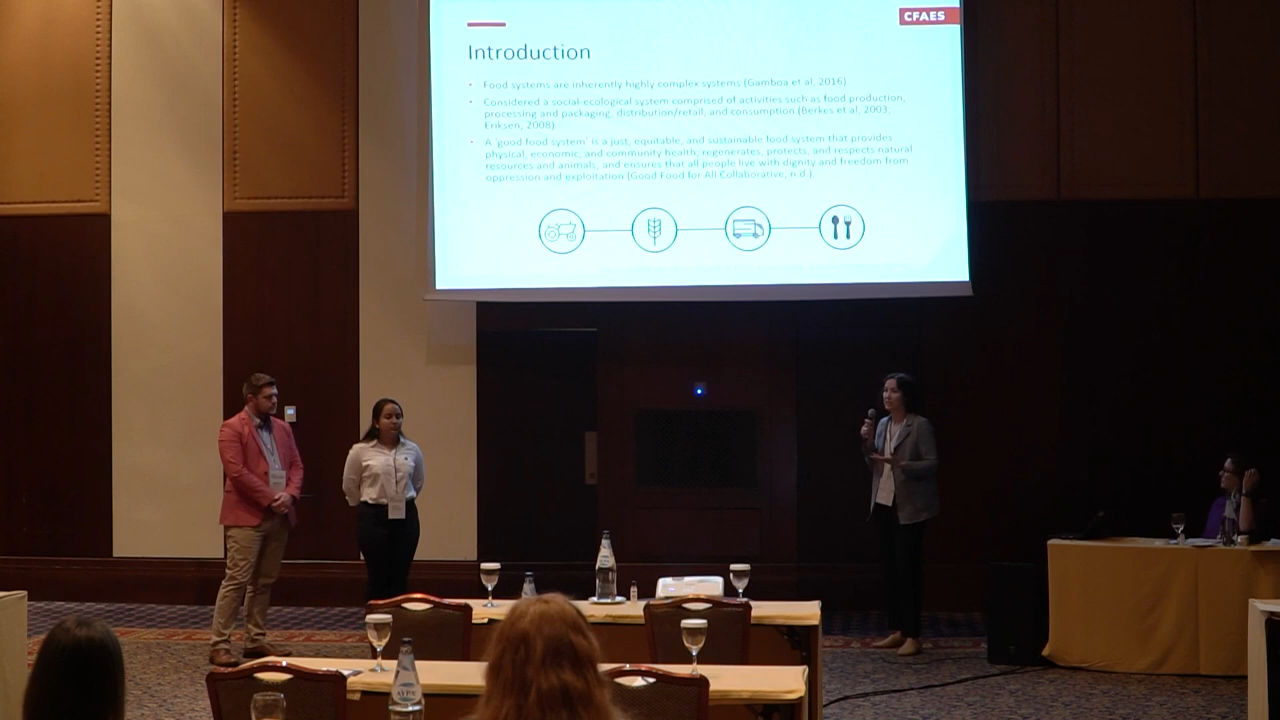 CFAES
Introduction
• Food systems are inherently highly complex systems (Gamboa et al, 2016)
• Considered a social-ecological system comprised of activities such as food production,
processing and packaging, distribution/retail, and consumption (Berkes et al, 2003,
Eriksen, 2008)
• A 'good food system' is a just, equitable, and sustainable food system that provides
physical, economic, and community health; regenerates, protects, and respects natural
resources and animals; and ensures that all people live with dignity and freedom from
oppression and exploitation (Good Food for All Collaborative, n.d.).